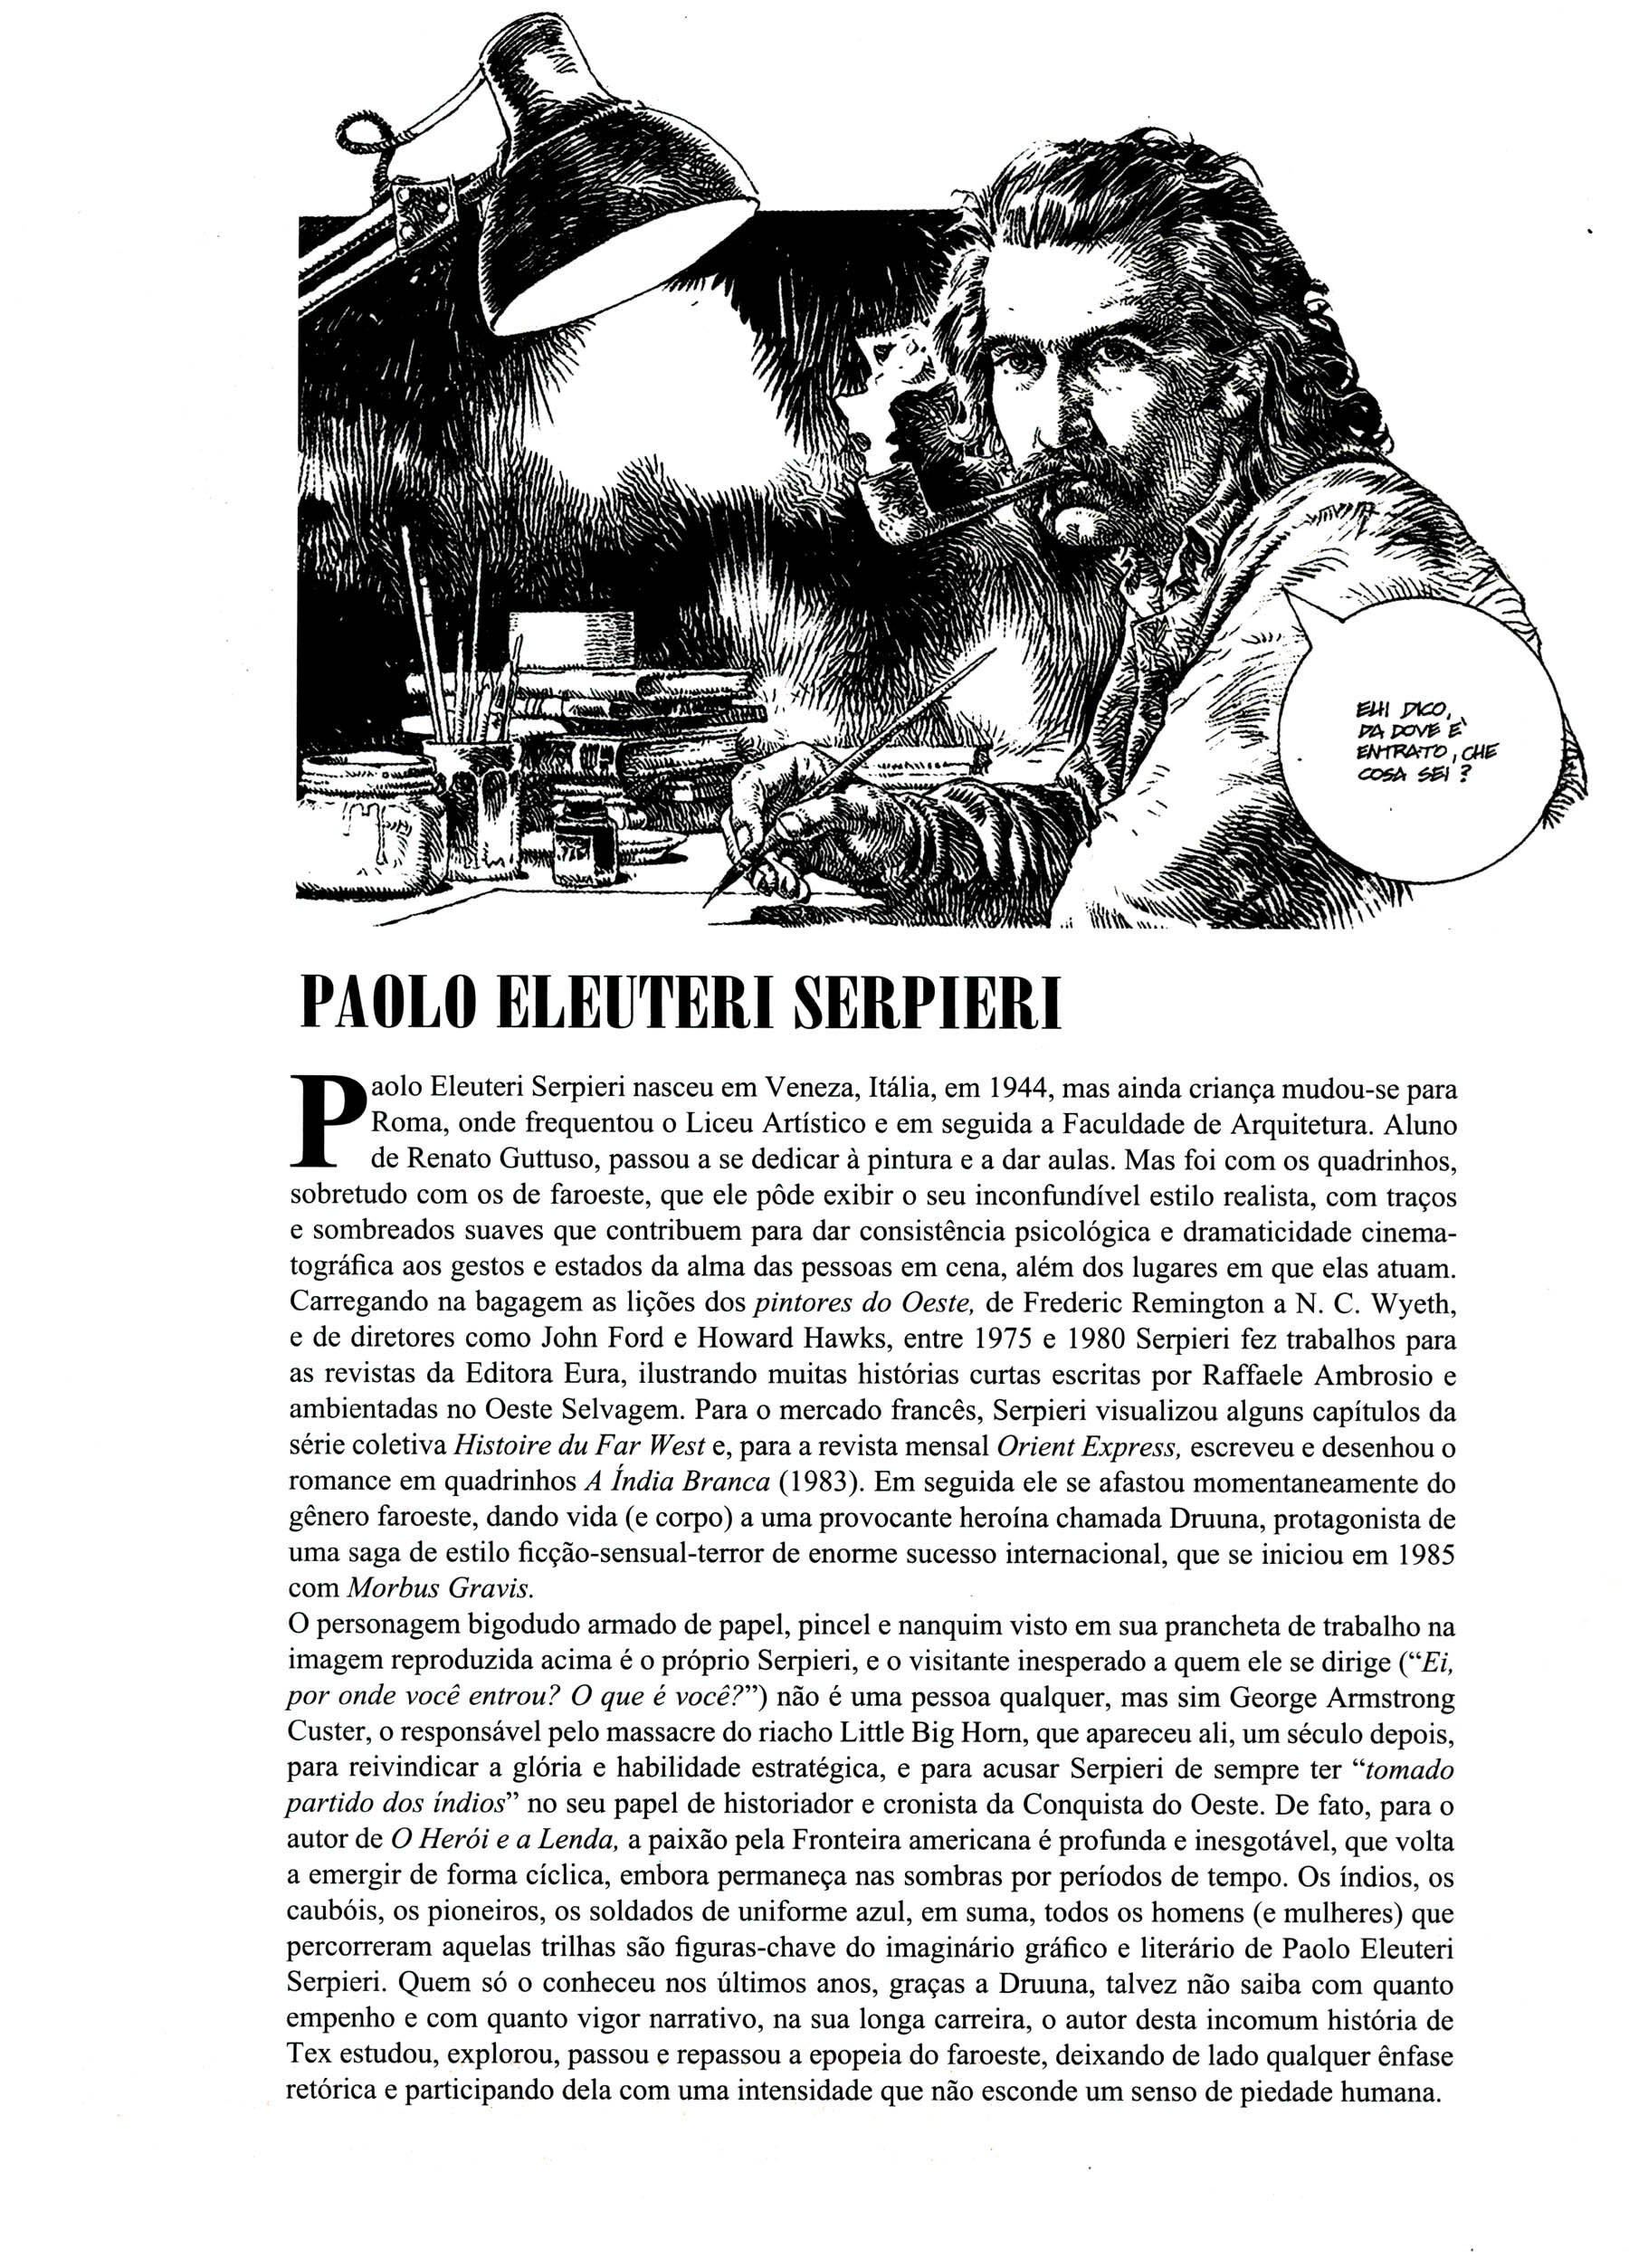 EHI DICO,
DA DOVE E'
ENTRATO, CHE
COSA SEI ?
PAOLO ELEUTERI SERPIERI
Paolo Eleuteri Serpieri nasceu em Veneza, Itália, em 1944, mas ainda criança mudou-se para
Roma, onde frequentou o Liceu Artístico e em seguida a Faculdade de Arquitetura. Aluno
de Renato Guttuso, passou a se dedicar à pintura e a dar aulas. Mas foi com os quadrinhos,
sobretudo com os de faroeste, que ele pôde exibir o seu inconfundível estilo realista, com traços
e sombreados suaves que contribuem para dar consistência psicológica e dramaticidade cinema-
tográfica aos gestos e estados da alma das pessoas em cena, além dos lugares em que elas atuam.
Carregando na bagagem as lições dos pintores do Oeste, de Frederic Remington a N. C. Wyeth,
e de diretores como John Ford e Howard Hawks, entre 1975 e 1980 Serpieri fez trabalhos para
as revistas da Editora Eura, ilustrando muitas histórias curtas escritas por Raffaele Ambrosio e
ambientadas no Oeste Selvagem. Para o mercado francês, Serpieri visualizou alguns capítulos da
série coletiva Histoire du Far West e, para a revista mensal Orient Express, escreveu e desenhou o
romance em quadrinhos A Índia Branca (1983). Em seguida ele se afastou momentaneamente do
gênero faroeste, dando vida (e corpo) a uma provocante heroína chamada Druuna, protagonista de
uma saga de estilo ficção-sensual-terror de enorme sucesso internacional, que se iniciou em 1985
com Morbus Gravis.
O personagem bigodudo armado de papel, pincel e nanquim visto em sua prancheta de trabalho na
imagem reproduzida acima é o próprio Serpieri, e o visitante inesperado a quem ele se dirige (“Ei,
por onde você entrou? O que é você?”) não é uma pessoa qualquer, mas sim George Armstrong
Custer, o responsável pelo massacre do riacho Little Big Horn, que apareceu ali, um século depois,
para reivindicar a glória e habilidade estratégica, e para acusar Serpieri de sempre ter “tomado
partido dos índios” no seu papel de historiador e cronista da Conquista do Oeste. De fato, para o
autor de O Herói e a Lenda, a paixão pela Fronteira americana é profunda e inesgotável, que volta
a emergir de forma cíclica, embora permaneça nas sombras por períodos de tempo. Os índios, os
caubóis, os pioneiros, os soldados de uniforme azul, em suma, todos os homens (e mulheres) que
percorreram aquelas trilhas são figuras-chave do imaginário gráfico e literário de Paolo Eleuteri
Serpieri. Quem só o conheceu nos últimos anos, graças a Druuna, talvez não saiba com quanto
empenho e com quanto vigor narrativo, na sua longa carreira, o autor desta incomum história de
Tex estudou, explorou, passou e repassou a epopeia do faroeste, deixando de lado qualquer ênfase
retórica e participando dela com uma intensidade que não esconde um senso de piedade humana.